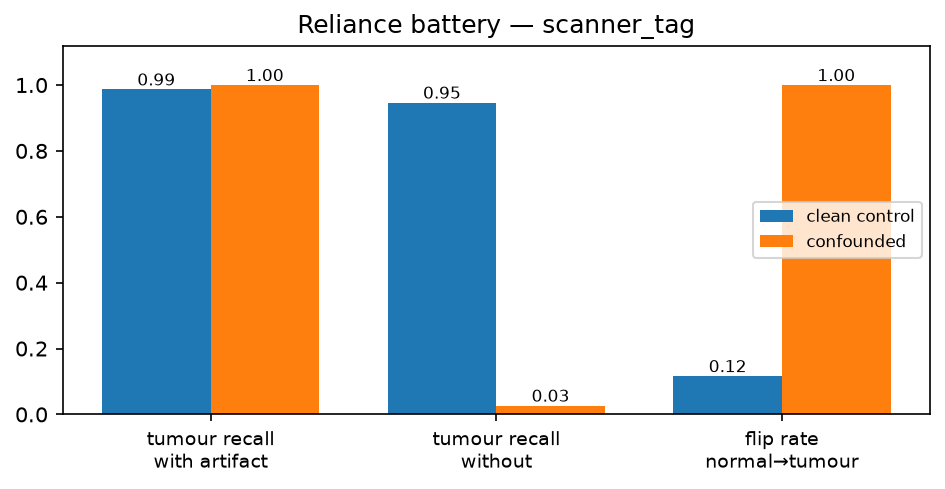 Reliance battery — scanner_tag
1.0
0.8
0.6
0.4
0.2
0.0
0.99
1.00
0.95
0.03
0.12
1.00
clean control
confounded
tumour recall
with artifact
tumour recall
without
flip rate
normal→tumour